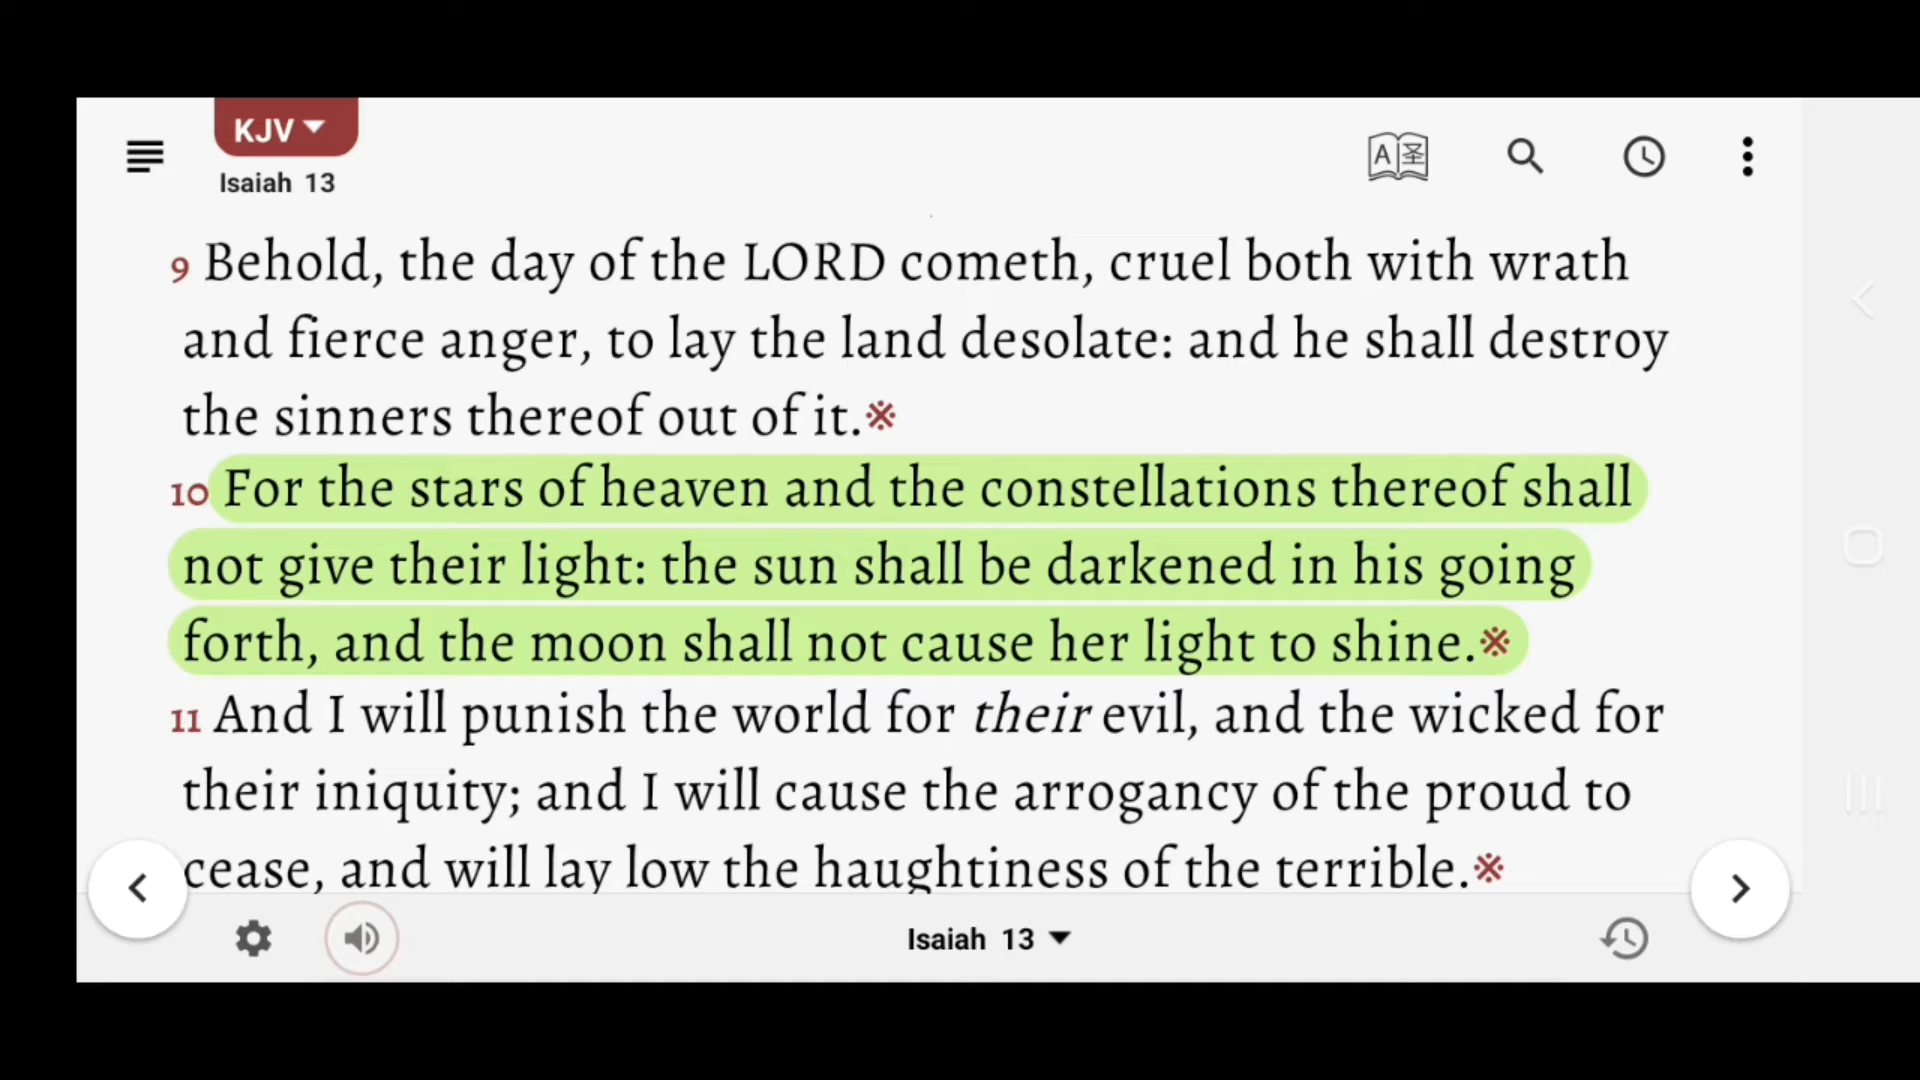 KJV
Isaiah 13
A 圣
9 Behold, the day of the LORD cometh, cruel both with wrath
and fierce anger, to lay the land desolate: and he shall destroy
the sinners thereof out of it.※
10 For the stars of heaven and the constellations thereof shall
not give their light: the sun shall be darkened in his going
forth, and the moon shall not cause her light to shine.※
11 And I will punish the world for their evil, and the wicked for
their iniquity; and I will cause the arrogancy of the proud to
cease, and will lay low the haughtiness of the terrible.※
Isaiah 13